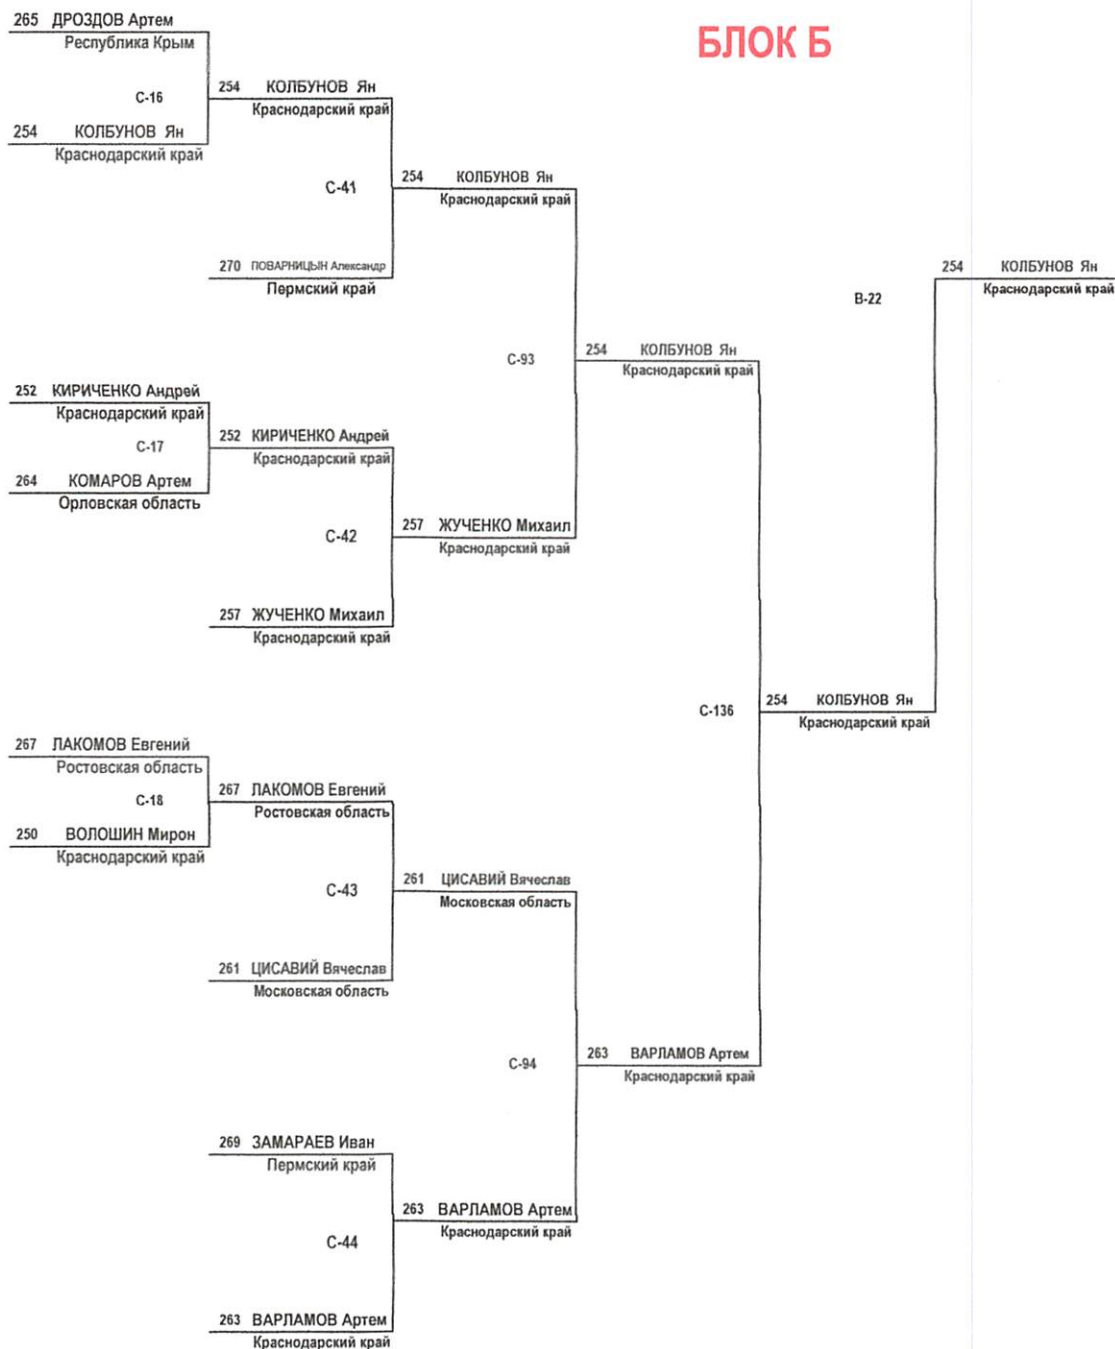 БЛОК Б
265 ДРОЗДОВ Артем
Республика Крым
С-16
254 КОЛБУНОВ Ян
Краснодарский край
254 КОЛБУНОВ Ян
Краснодарский край
С-41
270 ПОВАРНИЦЫН Александр
Пермский край
254 КОЛБУНОВ Ян
Краснодарский край
С-93
252 КИРИЧЕНКО Андрей
Краснодарский край
С-17
264 КОМАРОВ Артем
Орловская область
252 КИРИЧЕНКО Андрей
Краснодарский край
С-42
257 ЖУЧЕНКО Михаил
Краснодарский край
257 ЖУЧЕНКО Михаил
Краснодарский край
254 КОЛБУНОВ Ян
Краснодарский край
С-136
267 ЛАКОМОВ Евгений
Ростовская область
С-18
250 ВОЛОШИН Мирон
Краснодарский край
267 ЛАКОМОВ Евгений
Ростовская область
С-43
261 ЦИСАВИЙ Вячеслав
Московская область
261 ЦИСАВИЙ Вячеслав
Московская область
С-94
269 ЗАМАРАЕВ Иван
Пермский край
С-44
263 ВАРЛАМОВ Артем
Краснодарский край
263 ВАРЛАМОВ Артем
Краснодарский край
263 ВАРЛАМОВ Артем
Краснодарский край
254 КОЛБУНОВ Ян
Краснодарский край
В-22
254 КОЛБУНОВ Ян
Краснодарский край